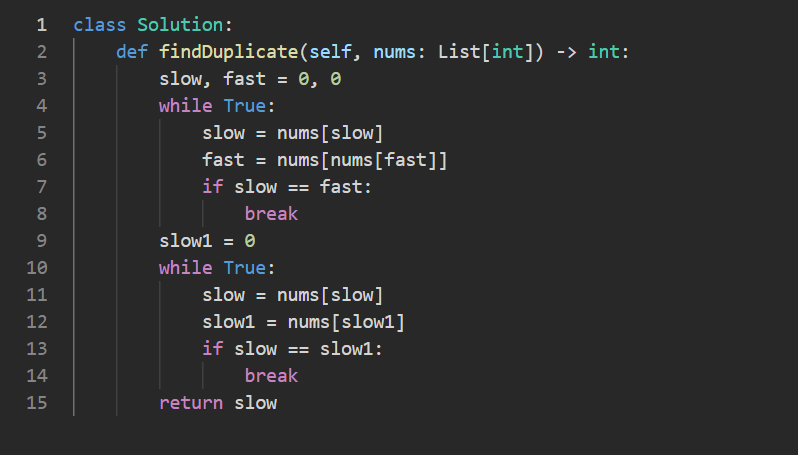 1 class Solution:
2     def findDuplicate(self, nums: List[int]) -> int:
3         slow, fast = 0, 0
4         while True:
5             slow = nums[slow]
6             fast = nums[nums[fast]]
7             if slow == fast:
8                 break
9         slow1 = 0
10         while True:
11             slow = nums[slow]
12             slow1 = nums[slow1]
13             if slow == slow1:
14                 break
15         return slow